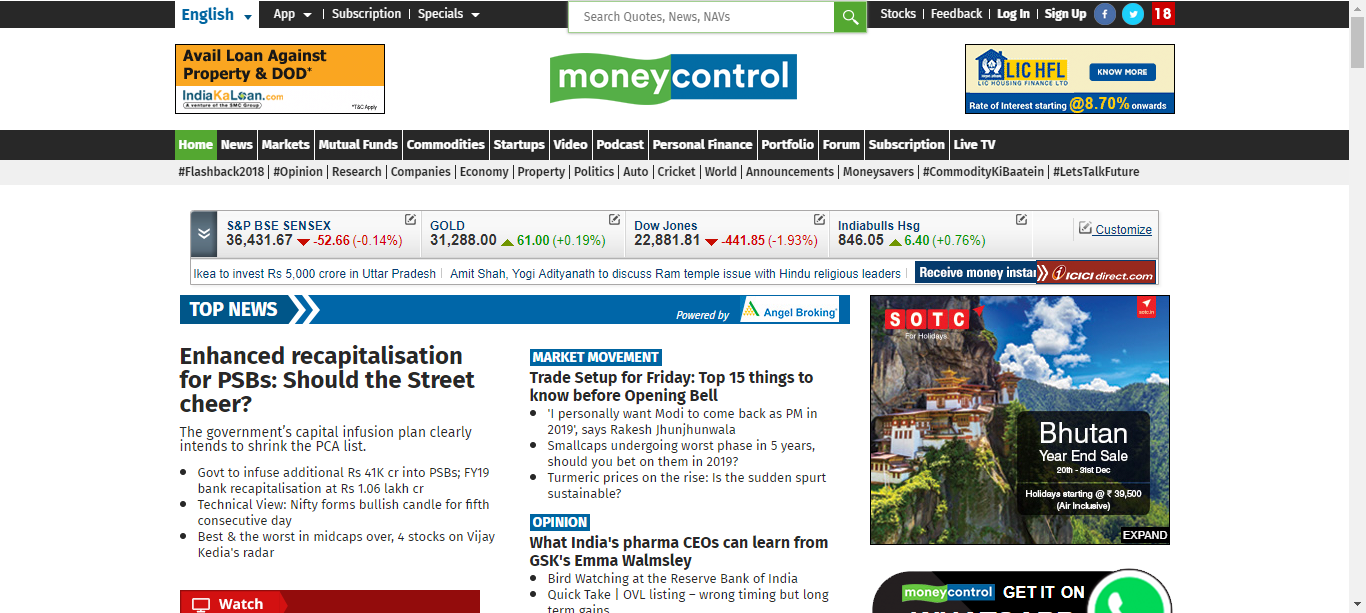 English
App
Subscription
Specials
Search Quotes, News, NAVs
Stocks
Feedback
Log In
Sign Up
18
Avail Loan Against
Property & DOD*
IndiaKaLoan.com
A venture of the SMC Group
*T&C Apply
moneycontrol
LIC HFL
LIC HOUSING FINANCE LTD
KNOW MORE
Rate of Interest starting @8.70% onwards
Home News Markets Mutual Funds Commodities Startups Video Podcast Personal Finance Portfolio Forum Subscription Live TV
#Flashback2018 | #Opinion | Research | Companies | Economy | Property | Politics | Auto | Cricket | World | Announcements | Moneysavers | #CommodityKiBaatein | #LetsTalkFuture
S&P BSE SENSEX
36,431.67 -52.66 (-0.14%)
GOLD
31,288.00 61.00 (+0.19%)
Dow Jones
22,881.81 -441.85 (-1.93%)
Indiabulls Hsg
846.05 6.40 (+0.76%)
Customize
Ikea to invest Rs 5,000 crore in Uttar Pradesh | Amit Shah, Yogi Adityanath to discuss Ram temple issue with Hindu religious leaders |
Receive money instan
ICICI direct.com
TOP NEWS
Powered by
Angel Broking
Enhanced recapitalisation
for PSBs: Should the Street
cheer?
The government's capital infusion plan clearly
intends to shrink the PCA list.
Govt to infuse additional Rs 41K cr into PSBs; FY19
bank recapitalisation at Rs 1.06 lakh cr
Technical View: Nifty forms bullish candle for fifth
consecutive day
Best & the worst in midcaps over, 4 stocks on Vijay
Kedia's radar
Watch
MARKET MOVEMENT
Trade Setup for Friday: Top 15 things to
know before Opening Bell
'I personally want Modi to come back as PM in
2019', says Rakesh Jhunjhunwala
Smallcaps undergoing worst phase in 5 years,
should you bet on them in 2019?
Turmeric prices on the rise: Is the sudden spurt
sustainable?
OPINION
What India's pharma CEOs can learn from
GSK's Emma Walmsley
Bird Watching at the Reserve Bank of India
Quick Take | OVL listing – wrong timing but long
term gains
SOTC
For Holidays
sotc.in
Bhutan
Year End Sale
20th - 31st Dec
Holidays starting @ ₹ 39,500
(Air Inclusive)
EXPAND
moneycontrol GET IT ON